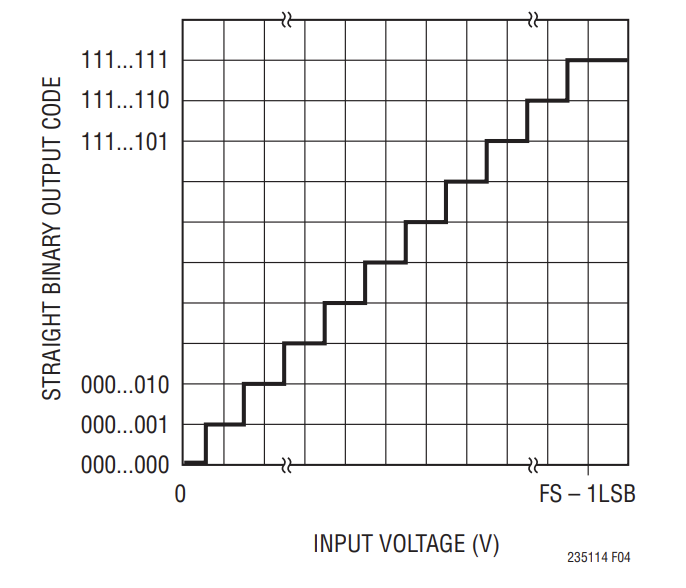 STRAIGHT BINARY OUTPUT CODE
111...111
111...110
111...101
000...010
000...001
000...000
0
FS – 1LSB
INPUT VOLTAGE (V)
235114 F04